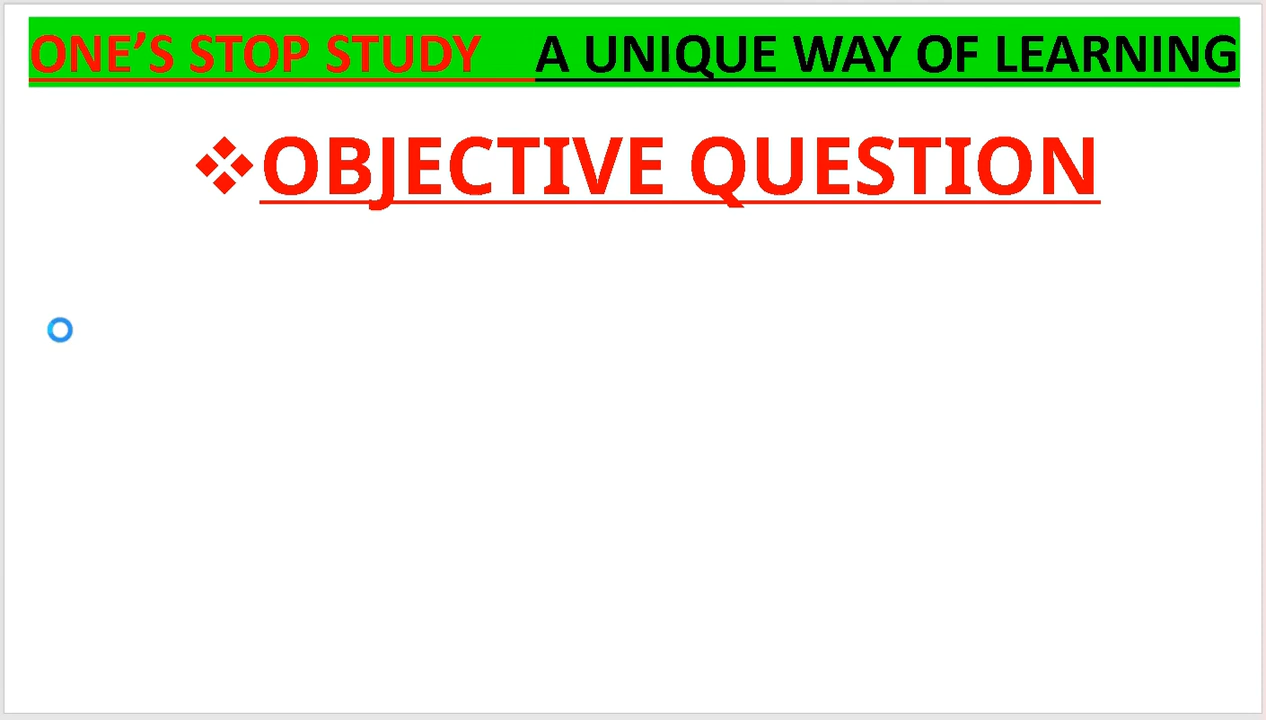 ONE’S STOP STUDY A UNIQUE WAY OF LEARNING
❖OBJECTIVE QUESTION